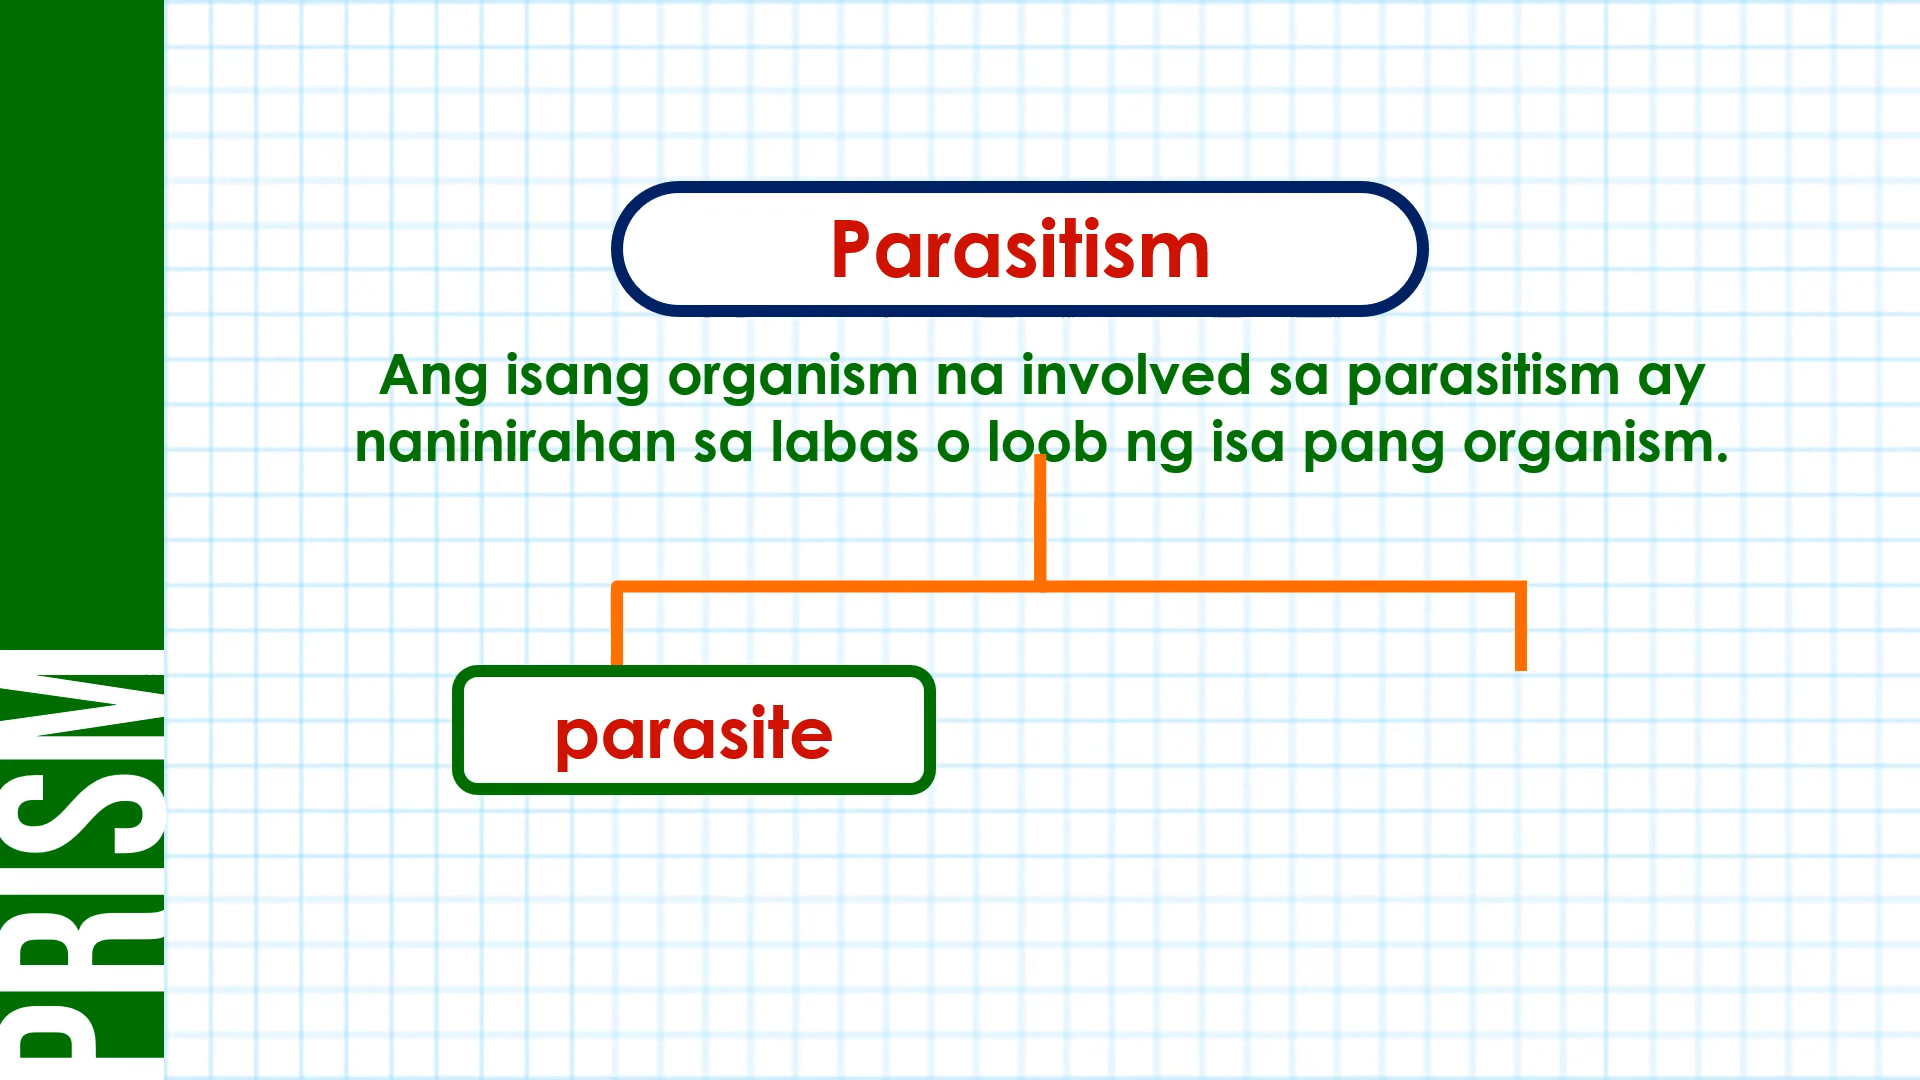 Parasitism
Ang isang organism na involved sa parasitism ay
naninirahan sa labas o loob ng isa pang organism.
parasite
PRISM